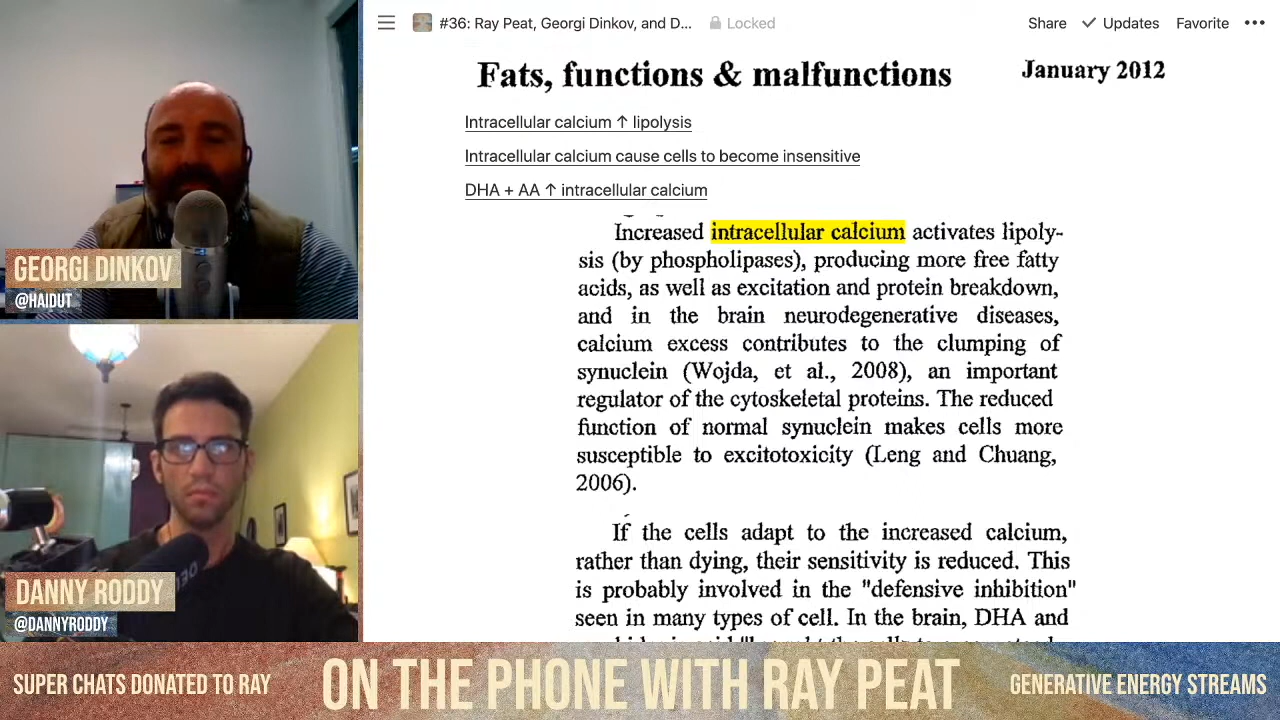 #36: Ray Peat, Georgi Dinkov, and D...
Locked
Share
Updates
Favorite
Fats, functions & malfunctions
January 2012
Intracellular calcium ↑ lipolysis
Intracellular calcium cause cells to become insensitive
DHA + AA ↑ intracellular calcium
Increased intracellular calcium activates lipoly-
sis (by phospholipases), producing more free fatty
acids, as well as excitation and protein breakdown,
and in the brain neurodegenerative diseases,
calcium excess contributes to the clumping of
synuclein (Wojda, et al., 2008), an important
regulator of the cytoskeletal proteins. The reduced
function of normal synuclein makes cells more
susceptible to excitotoxicity (Leng and Chuang,
2006).
If the cells adapt to the increased calcium,
rather than dying, their sensitivity is reduced. This
is probably involved in the "defensive inhibition"
seen in many types of cell. In the brain, DHA and
GEORGI DINKOV
@HAIDUT
DANNY RODDY
@DANNYRODDY
SUPER CHATS DONATED TO RAY
ON THE PHONE WITH RAY PEAT
GENERATIVE ENERGY STREAMS